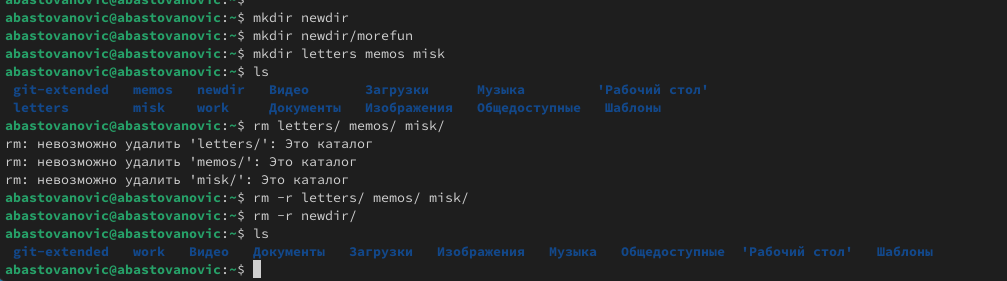 abastovanovic@abastovanovic:~$ mkdir newdir
abastovanovic@abastovanovic:~$ mkdir newdir/morefun
abastovanovic@abastovanovic:~$ mkdir letters memos misk
abastovanovic@abastovanovic:~$ ls
git-extended memos newdir Видео Загрузки Музыка 'Рабочий стол'
letters misk work Документы Изображения Общедоступные Шаблоны
abastovanovic@abastovanovic:~$ rm letters/ memos/ misk/
rm: невозможно удалить 'letters/': Это каталог
rm: невозможно удалить 'memos/': Это каталог
rm: невозможно удалить 'misk/': Это каталог
abastovanovic@abastovanovic:~$ rm -r letters/ memos/ misk/
abastovanovic@abastovanovic:~$ rm -r newdir/
abastovanovic@abastovanovic:~$ ls
git-extended work Видео Документы Загрузки Изображения Музыка Общедоступные 'Рабочий стол' Шаблоны
abastovanovic@abastovanovic:~$